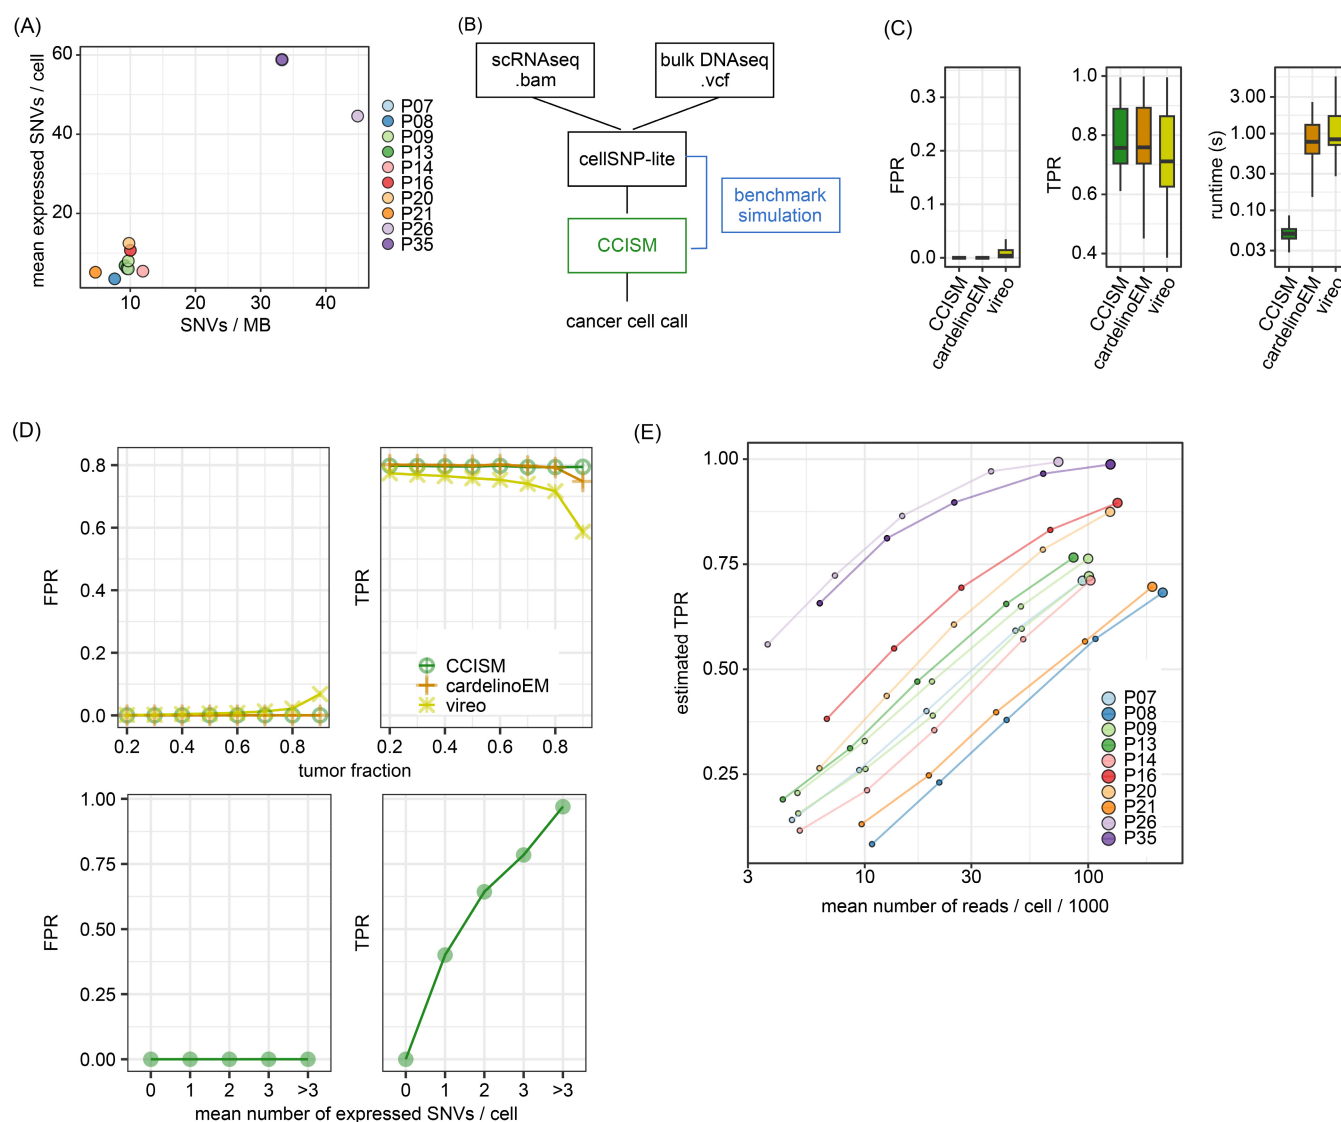 (A)
60
40
20
mean expressed SNVs / cell
10
20
30
40
SNVs / MB
P07
P08
P09
P13
P14
P16
P20
P21
P26
P35
(B)
scRNAseq
.bam
bulk DNAseq
.vcf
cellSNP-lite
benchmark
simulation
CCISM
cancer cell call
(C)
FPR
0.3
0.2
0.1
0.0
CCISM
cardelinoEM
vireo
TPR
1.0
0.8
0.6
0.4
CCISM
cardelinoEM
vireo
runtime (s)
3.00
1.00
0.30
0.10
0.03
CCISM
cardelinoEM
vireo
(D)
FPR
0.8
0.6
0.4
0.2
0.0
0.2
0.4
0.6
0.8
TPR
CCISM
cardelinoEM
vireo
0.2
0.4
0.6
0.8
tumor fraction
FPR
1.00
0.75
0.50
0.25
0.00
0
1
2
3
>3
TPR
0
1
2
3
>3
mean number of expressed SNVs / cell
(E)
estimated TPR
1.00
0.75
0.50
0.25
P07
P08
P09
P13
P14
P16
P20
P21
P26
P35
3
10
30
100
mean number of reads / cell / 1000